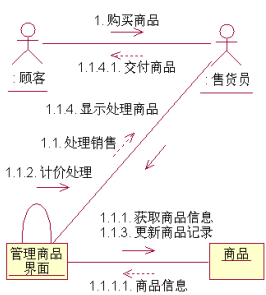 1. 购买商品
1.1.4.1. 交付商品
: 顾客
: 售货员
1.1.4. 显示处理商品
1.1. 处理销售
1.1.2. 计价处理
1.1.1. 获取商品信息
1.1.3. 更新商品记录
管理商品
界面
商品
1.1.1.1. 商品信息